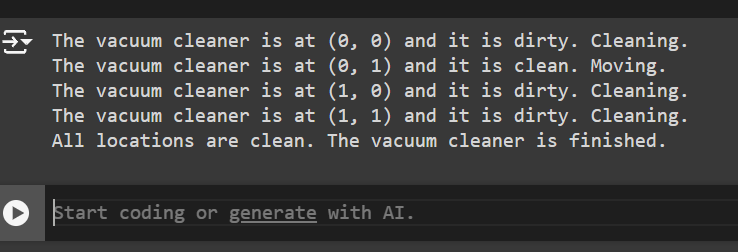 The vacuum cleaner is at (0, 0) and it is dirty. Cleaning.
The vacuum cleaner is at (0, 1) and it is clean. Moving.
The vacuum cleaner is at (1, 0) and it is dirty. Cleaning.
The vacuum cleaner is at (1, 1) and it is dirty. Cleaning.
All locations are clean. The vacuum cleaner is finished.
Start coding or generate with AI.